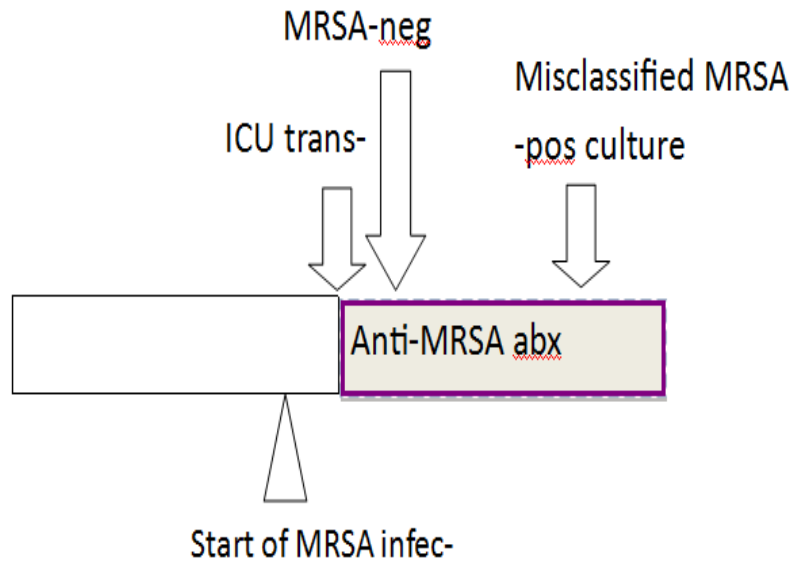 MRSA-neg
Misclassified MRSA
-pos culture
ICU trans-
Anti-MRSA abx
Start of MRSA infec-